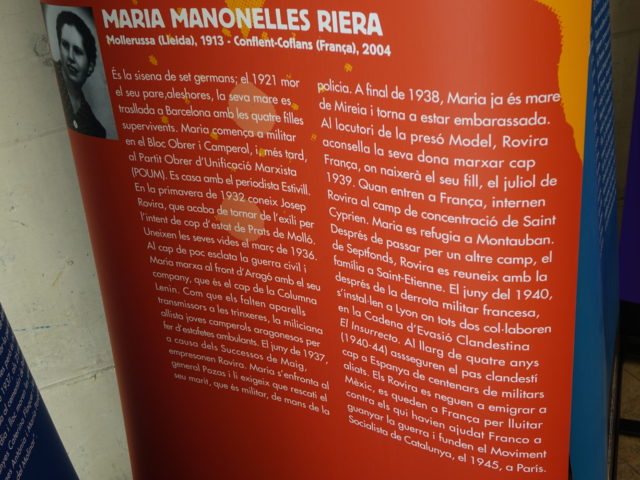 MARIA MANONELLES RIERA
Mollerussa (Lleida), 1913 - Conflent-Coflans (França), 2004
És la sisena de set germans; el 1921 mor
el seu pare, aleshores, la seva mare es
trasllada a Barcelona amb les quatre filles
supervivents. Maria comença a militar
en el Bloc Obrer i Camperol, i, més tard,
al Partit Obrer d'Unificació Marxista
(POUM). Es casa amb el periodista Estivill.
En la primavera de 1932 coneix Josep
Rovira, que acaba de tornar de l'exili per
l'intent de cop d'estat de Prats de Molló.
Uneixen les seves vides el març de 1936.
Al cap de poc esclata la guerra civil i
Maria marxa al front d'Aragó amb el seu
company, que és el cap de la Columna
Lenin. Com que els falten aparells
transmissors a les trinxeres, la miliciana
allista joves camperols aragonesos per
fer d'estafetes ambulants. El juny de 1937,
a causa dels Successos de Maig,
empresonen Rovira. Maria s'enfronta al
general Pozas i li exigeix que rescati el
seu marit, que és militar, de mans de la
policia. A final de 1938, Maria ja és mare
de Mireia i torna a estar embarassada.
Al locutori de la presó Model, Rovira
aconsella la seva dona marxar cap
França, on naixerà el seu fill, el juliol de
1939. Quan entren a França, internen
Rovira al camp de concentració de Saint
Cyprien. Maria es refugia a Montauban.
Després de passar per un altre camp, el
de Septfonds, Rovira es reuneix amb la
família a Saint-Etienne. El juny del 1940,
després de la derrota militar francesa,
s'instal·len a Lyon on tots dos col·laboren
en la Cadena d'Evasió Clandestina
El Insurrecto. Al llarg de quatre anys
(1940-44) assseguren el pas clandestí
cap a Espanya de centenars de militars
aliats. Els Rovira es neguen a emigrar a
Mèxic, es queden a França per lluitar
contra els qui havien ajudat Franco a
guanyar la guerra i funden el Moviment
Socialista de Catalunya, el 1945, a París.